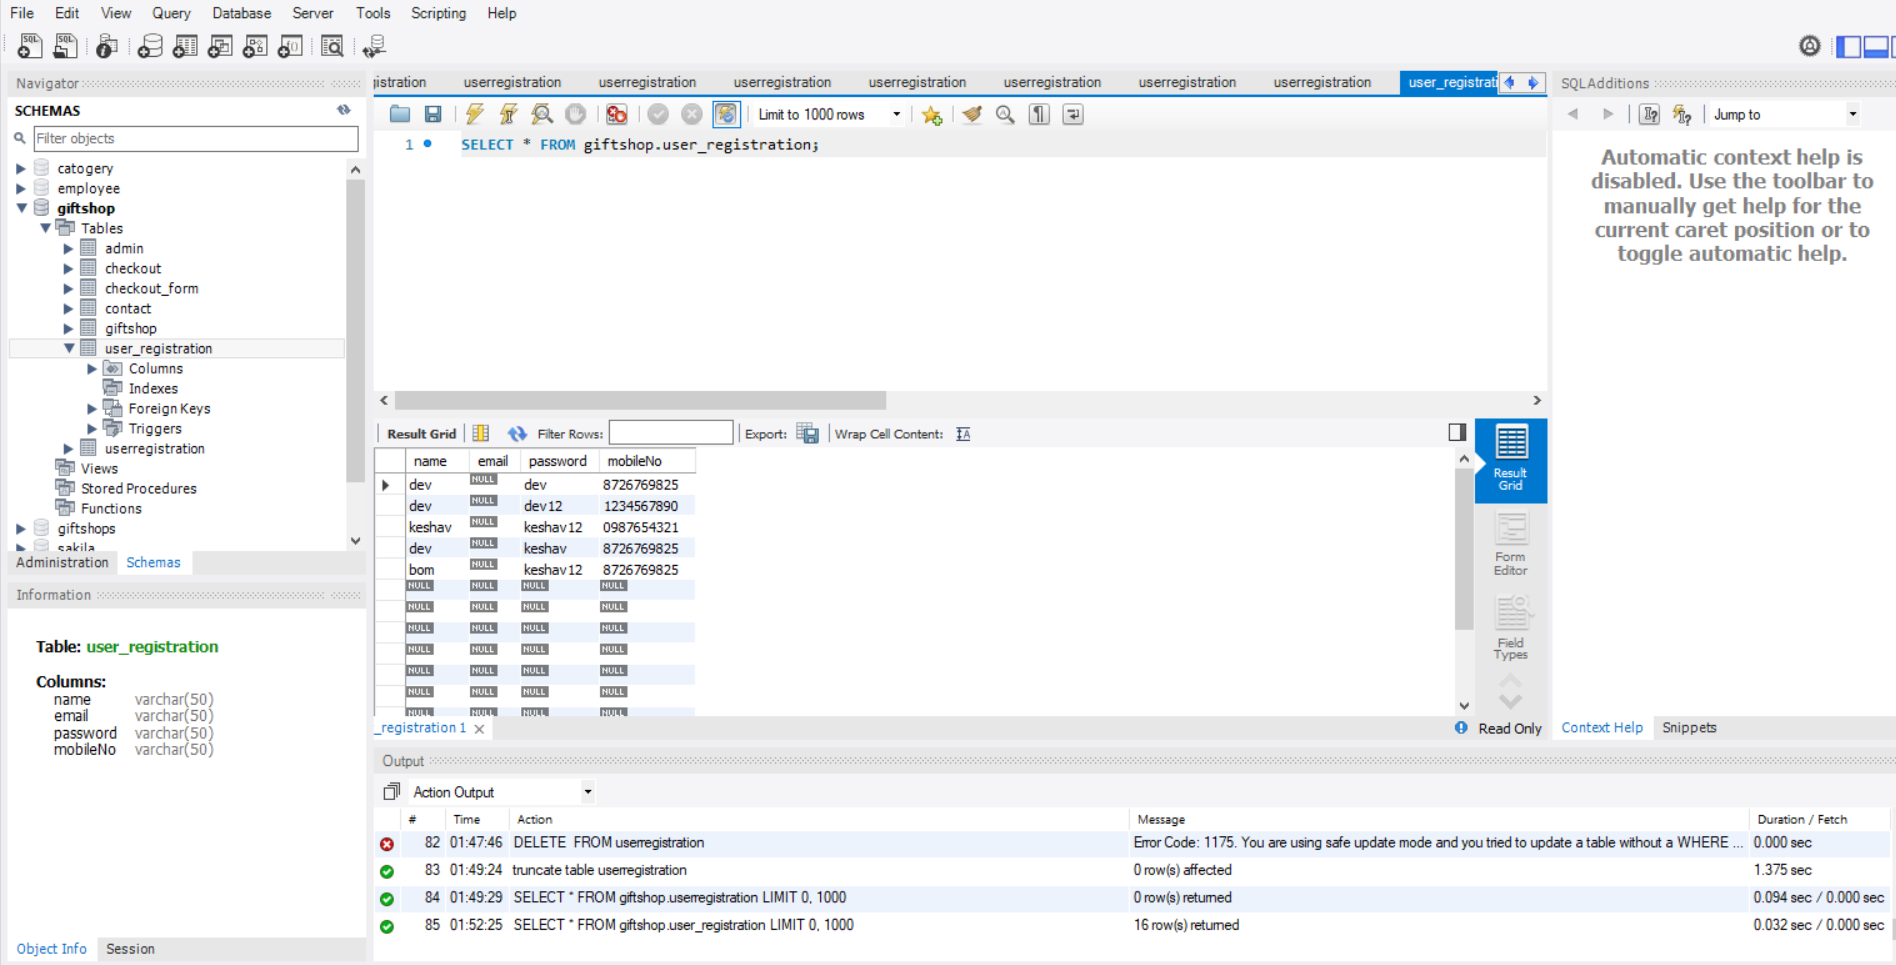 File Edit View Query Database Server Tools Scripting Help
Navigator
SCHEMAS
Filter objects
catogery
employee
giftshop
Tables
admin
checkout
checkout_form
contact
giftshop
user_registration
Columns
Indexes
Foreign Keys
Triggers
userregistration
Views
Stored Procedures
Functions
giftshops
sakila
Administration Schemas
Information
Table: user_registration
Columns:
name varchar(50)
email varchar(50)
password varchar(50)
mobileNo varchar(50)
Object Info Session
istration userregistration userregistration userregistration userregistration userregistration userregistration userregistration user_registrati
Limit to 1000 rows
1 SELECT * FROM giftshop.user_registration;
Result Grid Filter Rows: Export: Wrap Cell Content:
name email password mobileNo
dev NULL dev 8726769825
dev NULL dev12 1234567890
keshav NULL keshav12 0987654321
dev NULL keshav 8726769825
bom NULL keshav12 8726769825
NULL NULL NULL NULL
NULL NULL NULL NULL
NULL NULL NULL NULL
NULL NULL NULL NULL
NULL NULL NULL NULL
NULL NULL NULL NULL
NULL NULL NULL NULL
Result
Grid
Form
Editor
Field
Types
_registration 1
Read Only
SQLAdditions
Jump to
Automatic context help is
disabled. Use the toolbar to
manually get help for the
current caret position or to
toggle automatic help.
Context Help Snippets
Output
Action Output
# Time Action Message Duration / Fetch
82 01:47:46 DELETE FROM userregistration Error Code: 1175. You are using safe update mode and you tried to update a table without a WHERE ... 0.000 sec
83 01:49:24 truncate table userregistration 0 row(s) affected 1.375 sec
84 01:49:29 SELECT * FROM giftshop.userregistration LIMIT 0, 1000 0 row(s) returned 0.094 sec / 0.000 sec
85 01:52:25 SELECT * FROM giftshop.user_registration LIMIT 0, 1000 16 row(s) returned 0.032 sec / 0.000 sec